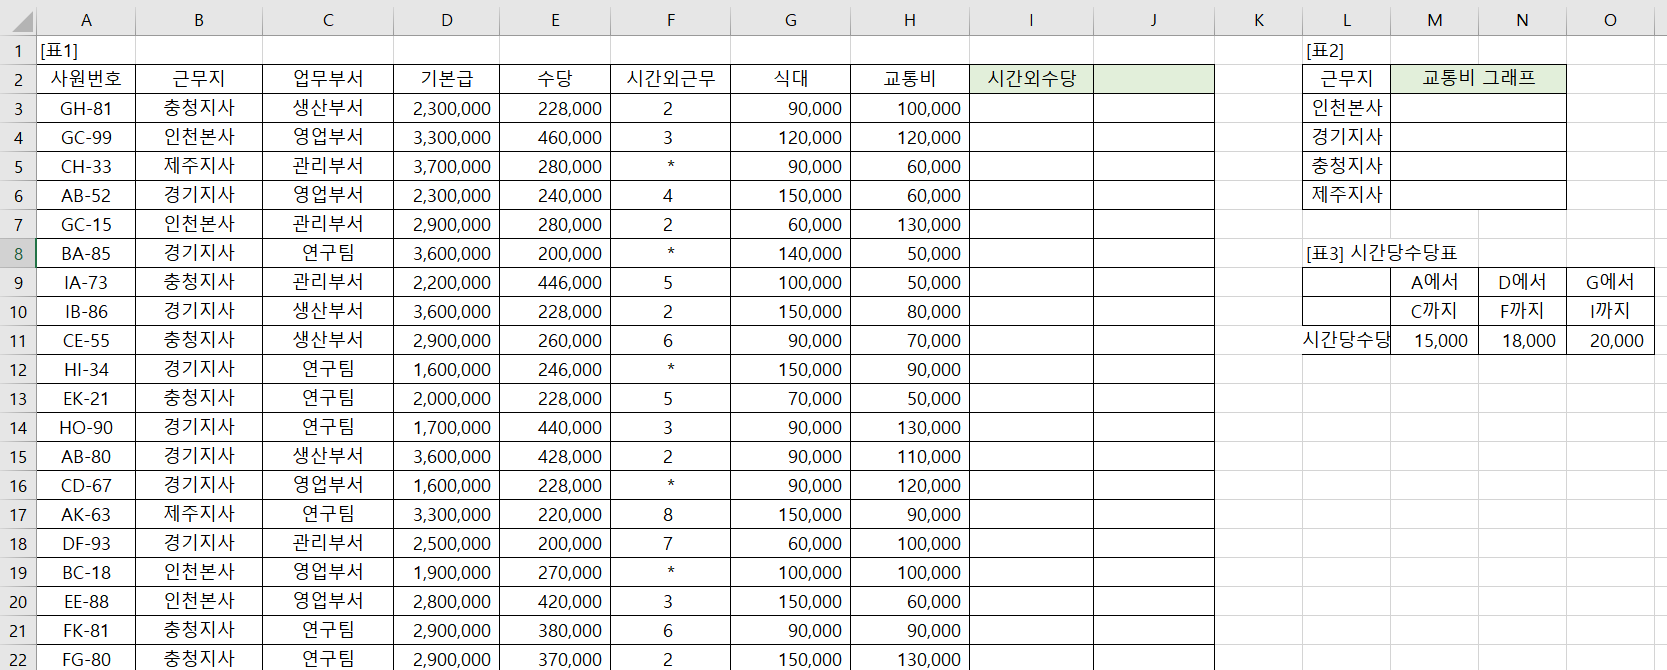 A B C D E F G H I J K L M N O
1 [표1] [표2]
2 사원번호 근무지 업무부서 기본급 수당 시간외근무 식대 교통비 시간외수당 근무지 교통비 그래프
3 GH-81 충청지사 생산부서 2,300,000 228,000 2 90,000 100,000 인천본사
4 GC-99 인천본사 영업부서 3,300,000 460,000 3 120,000 120,000 경기지사
5 CH-33 제주지사 관리부서 3,700,000 280,000 * 90,000 60,000 충청지사
6 AB-52 경기지사 영업부서 2,300,000 240,000 4 150,000 60,000 제주지사
7 GC-15 인천본사 관리부서 2,900,000 280,000 2 60,000 130,000
8 BA-85 경기지사 연구팀 3,600,000 200,000 * 140,000 50,000 [표3] 시간당수당표
9 IA-73 충청지사 관리부서 2,200,000 446,000 5 100,000 50,000 A에서 D에서 G에서
10 IB-86 경기지사 생산부서 3,600,000 228,000 2 150,000 80,000 C까지 F까지 I까지
11 CE-55 충청지사 생산부서 2,900,000 260,000 6 90,000 70,000 시간당수당 15,000 18,000 20,000
12 HI-34 경기지사 연구팀 1,600,000 246,000 * 150,000 90,000
13 EK-21 충청지사 연구팀 2,000,000 228,000 5 70,000 50,000
14 HO-90 경기지사 연구팀 1,700,000 440,000 3 90,000 130,000
15 AB-80 경기지사 생산부서 3,600,000 428,000 2 90,000 110,000
16 CD-67 경기지사 영업부서 1,600,000 228,000 * 90,000 120,000
17 AK-63 제주지사 연구팀 3,300,000 220,000 8 150,000 90,000
18 DF-93 경기지사 관리부서 2,500,000 200,000 7 60,000 100,000
19 BC-18 인천본사 영업부서 1,900,000 270,000 * 100,000 100,000
20 EE-88 인천본사 영업부서 2,800,000 420,000 3 150,000 60,000
21 FK-81 충청지사 연구팀 2,900,000 380,000 6 90,000 90,000
22 FG-80 충청지사 연구팀 2,900,000 370,000 2 150,000 130,000